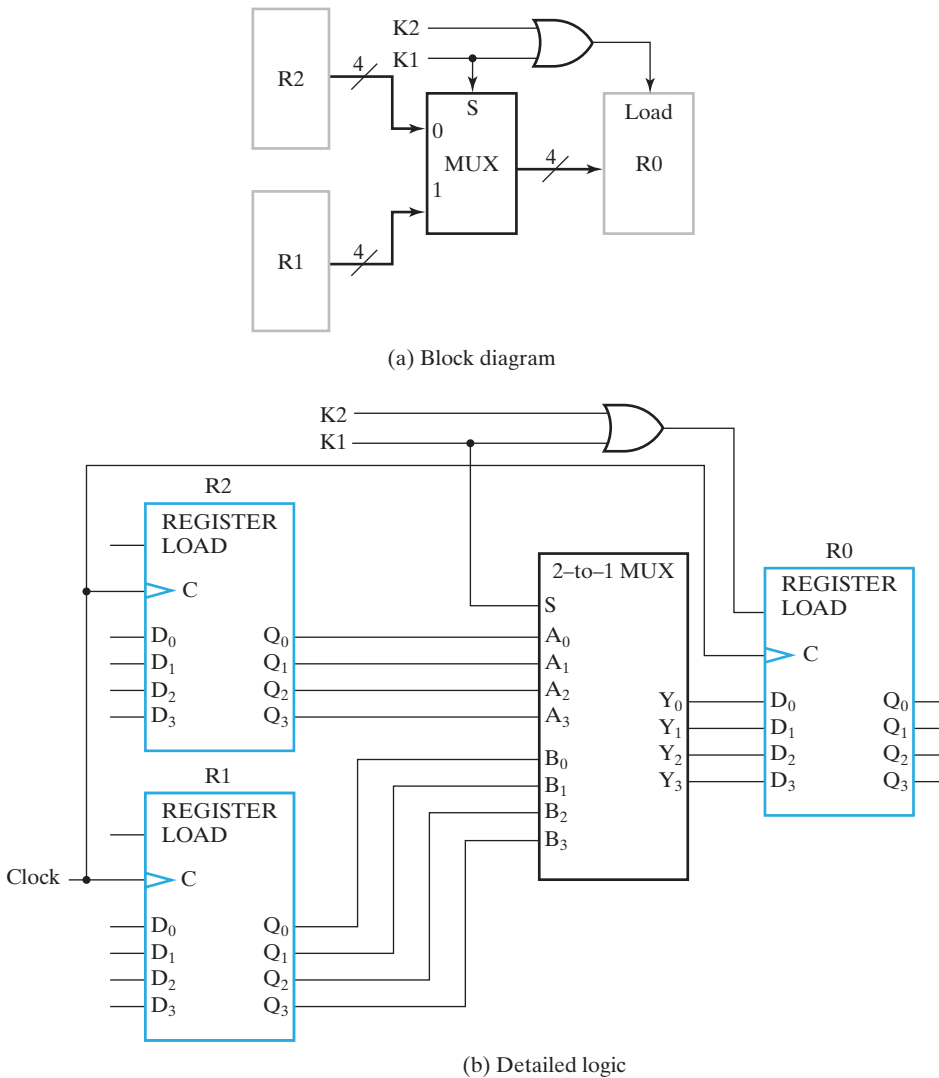 K2
K1
4
R2
S
Load
0
4
MUX
R0
1
4
R1
(a) Block diagram
K2
K1
R2
REGISTER
LOAD
R0
2–to–1 MUX
REGISTER
LOAD
C
S
D₀ Q₀ A₀
C
D₁ Q₁ A₁
D₂ Q₂ A₂
Y₀ D₀ Q₀
D₃ Q₃ A₃
Y₁ D₁ Q₁
B₀
Y₂ D₂ Q₂
R1
B₁
Y₃ D₃ Q₃
REGISTER
LOAD
B₂
B₃
Clock
C
D₀ Q₀
D₁ Q₁
D₂ Q₂
D₃ Q₃
(b) Detailed logic